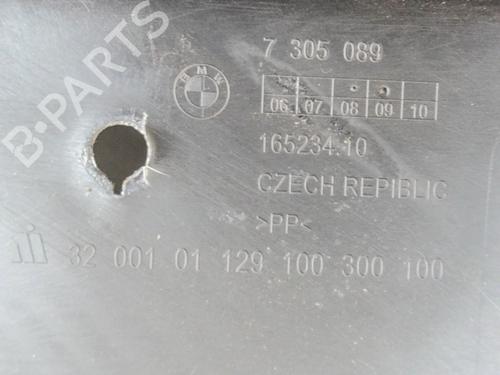 7 305 089
BMW
06 07 08 09 10
165234.10
CZECH REPIBLIC
>PP<
32 001 01 129 100 300 100
B-PARTS